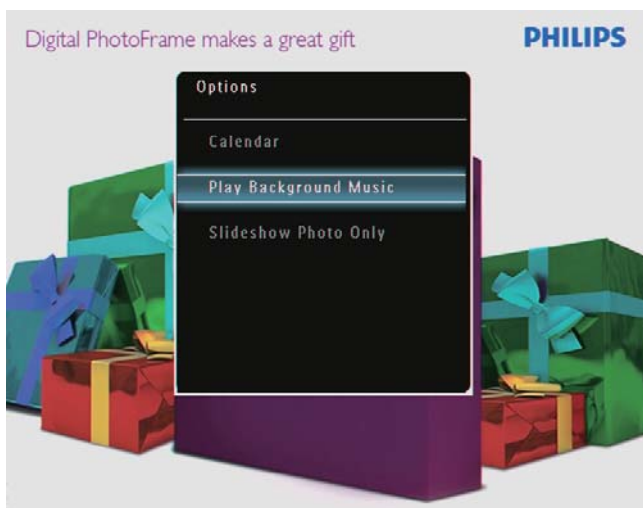 Digital PhotoFrame makes a great gift
PHILIPS
Options
Calendar
Play Background Music
Slideshow Photo Only